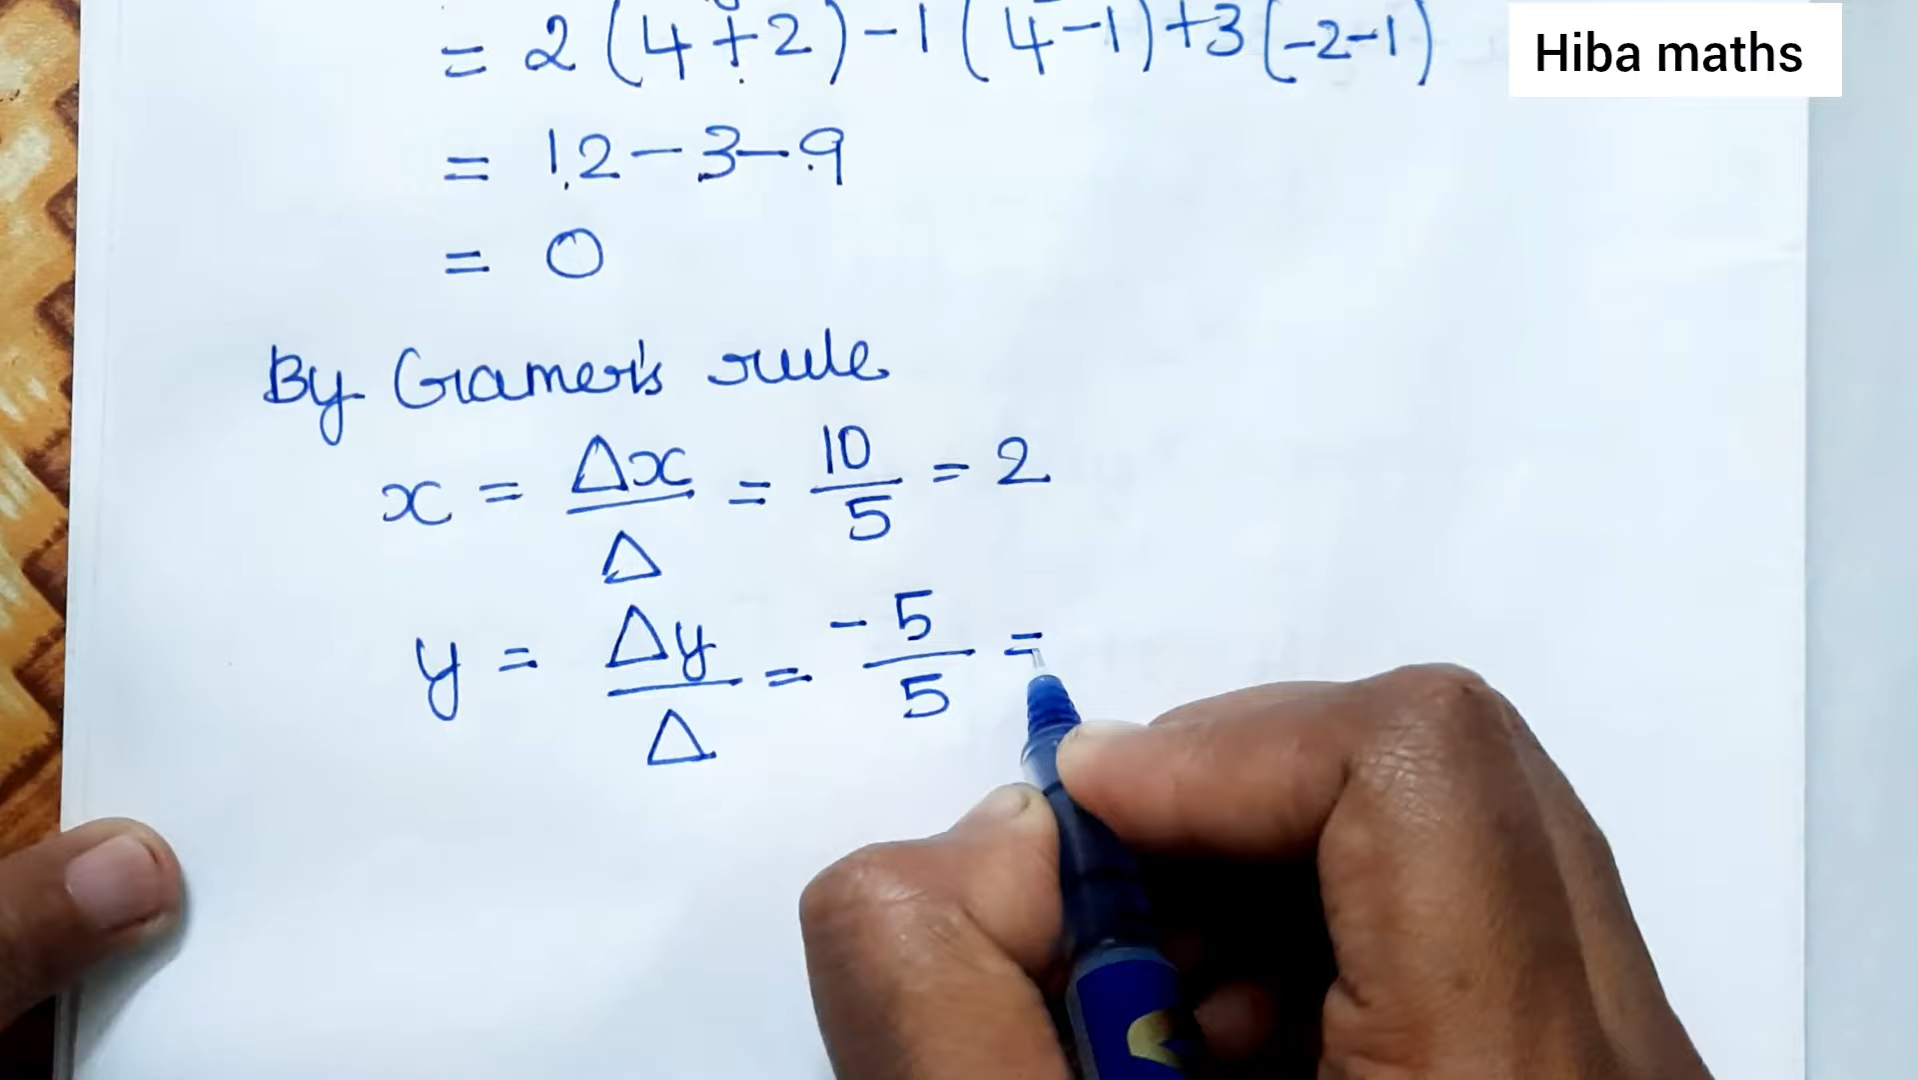 = 2 (4+2) -1 (4-1) +3 (-2-1)
Hiba maths
= 12 - 3 - 9
= 0
By Cramer's rule
x = Δx/Δ = 10/5 = 2
y = Δy/Δ = -5/5 =